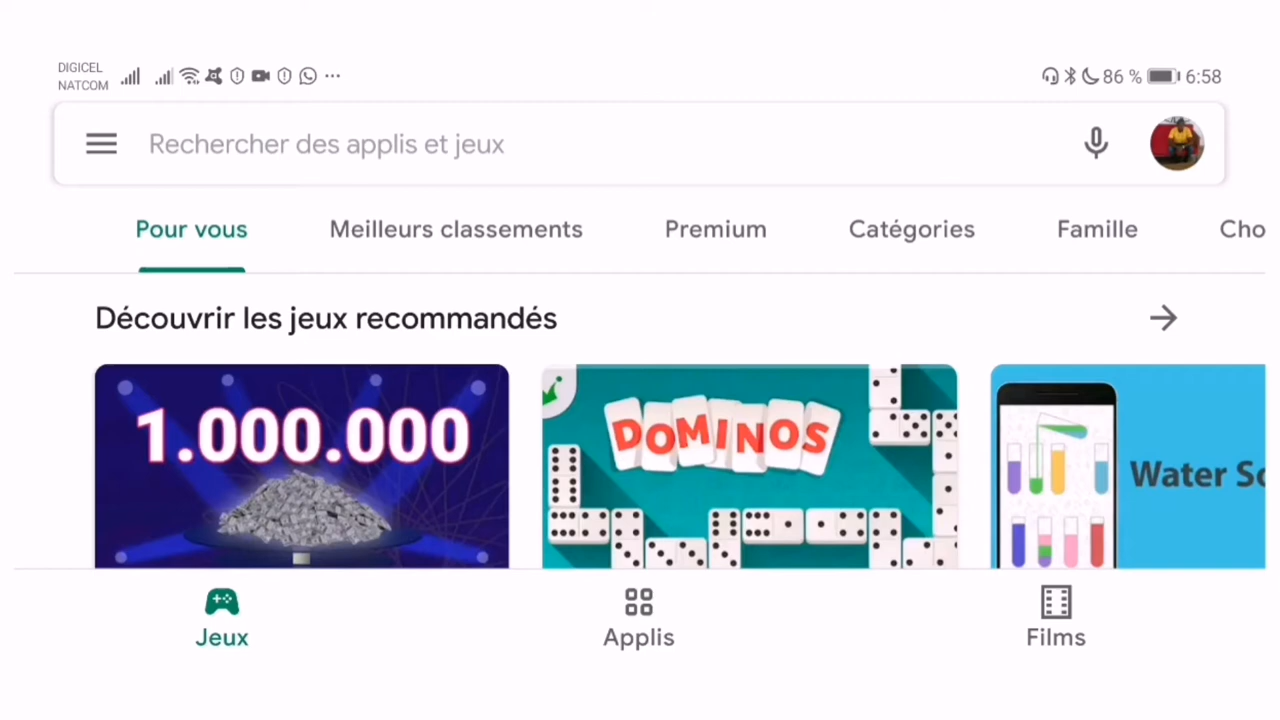 DIGICEL
NATCOM
86 %
6:58
Rechercher des applis et jeux
Pour vous
Meilleurs classements
Premium
Catégories
Famille
Cho
Découvrir les jeux recommandés
1.000.000
DOMINOS
Water So
Jeux
Applis
Films